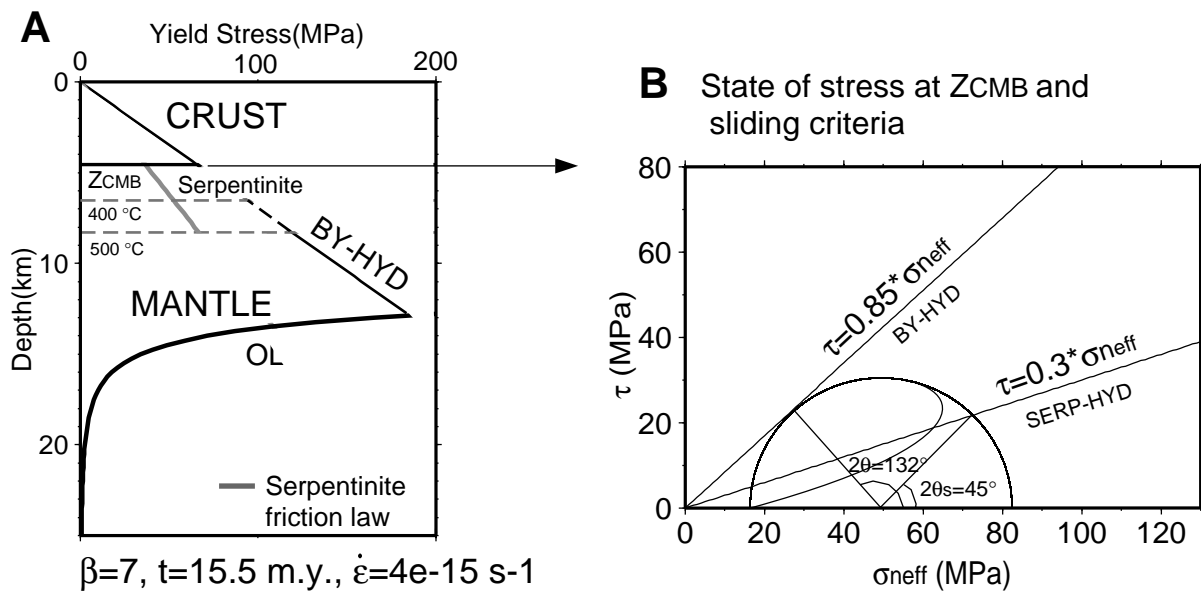 A
Yield Stress(MPa)
0 100 200
0
10
20
Depth(km)
CRUST
ZCMB
Serpentinite
400 °C
500 °C
BY-HYD
MANTLE
OL
Serpentinite
friction law
β=7, t=15.5 m.y., ε̇=4e-15 s-1
B State of stress at ZCMB and
sliding criteria
80
60
40
20
0
τ (MPa)
τ=0.85*σneff
BY-HYD
τ=0.3*σneff
SERP-HYD
2θ=132°
2θs=45°
0 20 40 60 80 100 120
σneff (MPa)